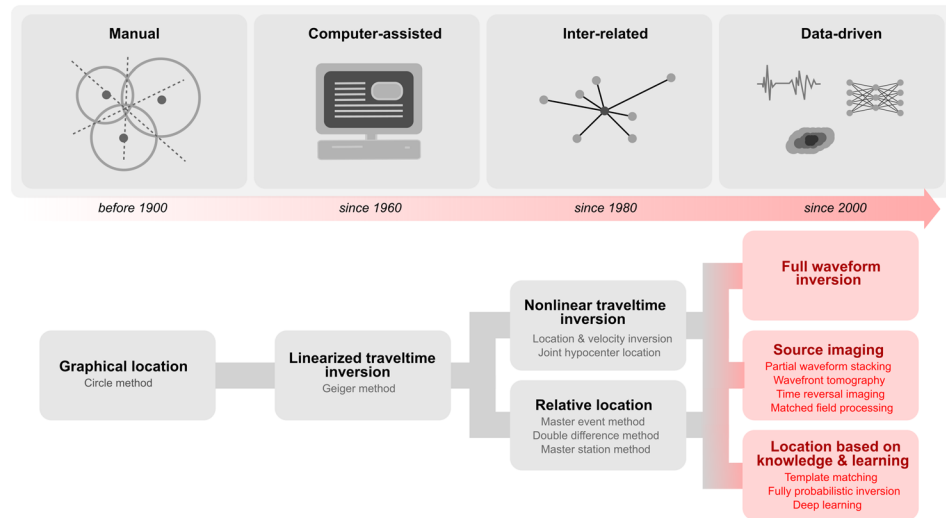 Manual
Computer-assisted
Inter-related
Data-driven
before 1900
since 1960
since 1980
since 2000
Graphical location
Circle method
Linearized traveltime
inversion
Geiger method
Nonlinear traveltime
inversion
Location & velocity inversion
Joint hypocenter location
Relative location
Master event method
Double difference method
Master station method
Full waveform
inversion
Source imaging
Partial waveform stacking
Wavefront tomography
Time reversal imaging
Matched field processing
Location based on
knowledge & learning
Template matching
Fully probabilistic inversion
Deep learning